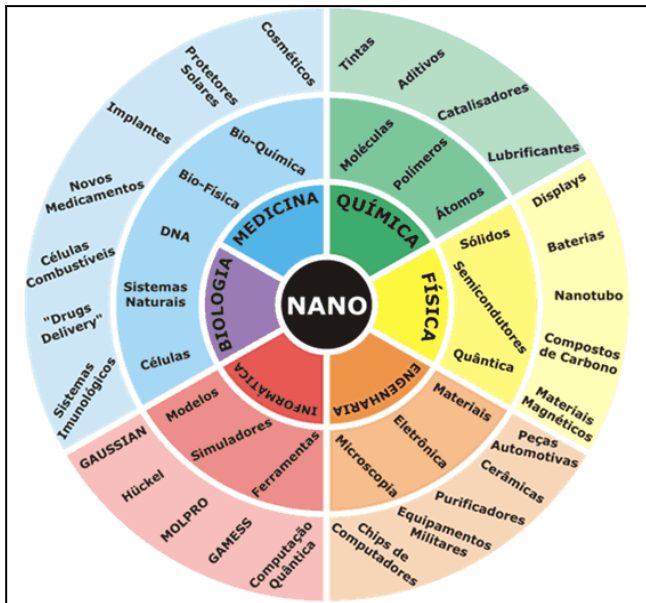 NANO
MEDICINA
QUÍMICA
FÍSICA
ENGENHARIA
INFORMÁTICA
BIOLOGIA
Bio-Química
Bio-Física
DNA
Sistemas
Naturais
Células
Moléculas
Polímeros
Átomos
Sólidos
Semicondutores
Quântica
Materiais
Eletrônica
Microscopia
Ferramentas
Simuladores
Modelos
Cosméticos
Protetores
Solares
Implantes
Novos
Medicamentos
Células
Combustíveis
"Drugs
Delivery"
Sistemas
Imunológicos
Tintas
Aditivos
Catalisadores
Lubrificantes
Displays
Baterias
Nanotubo
Compostos
de Carbono
Materiais
Magnéticos
Peças
Automotivas
Cerâmicas
Purificadores
Equipamentos
Militares
Chips de
Computadores
Computação
Quântica
GAMESS
MOLPRO
Hückel
GAUSSIAN